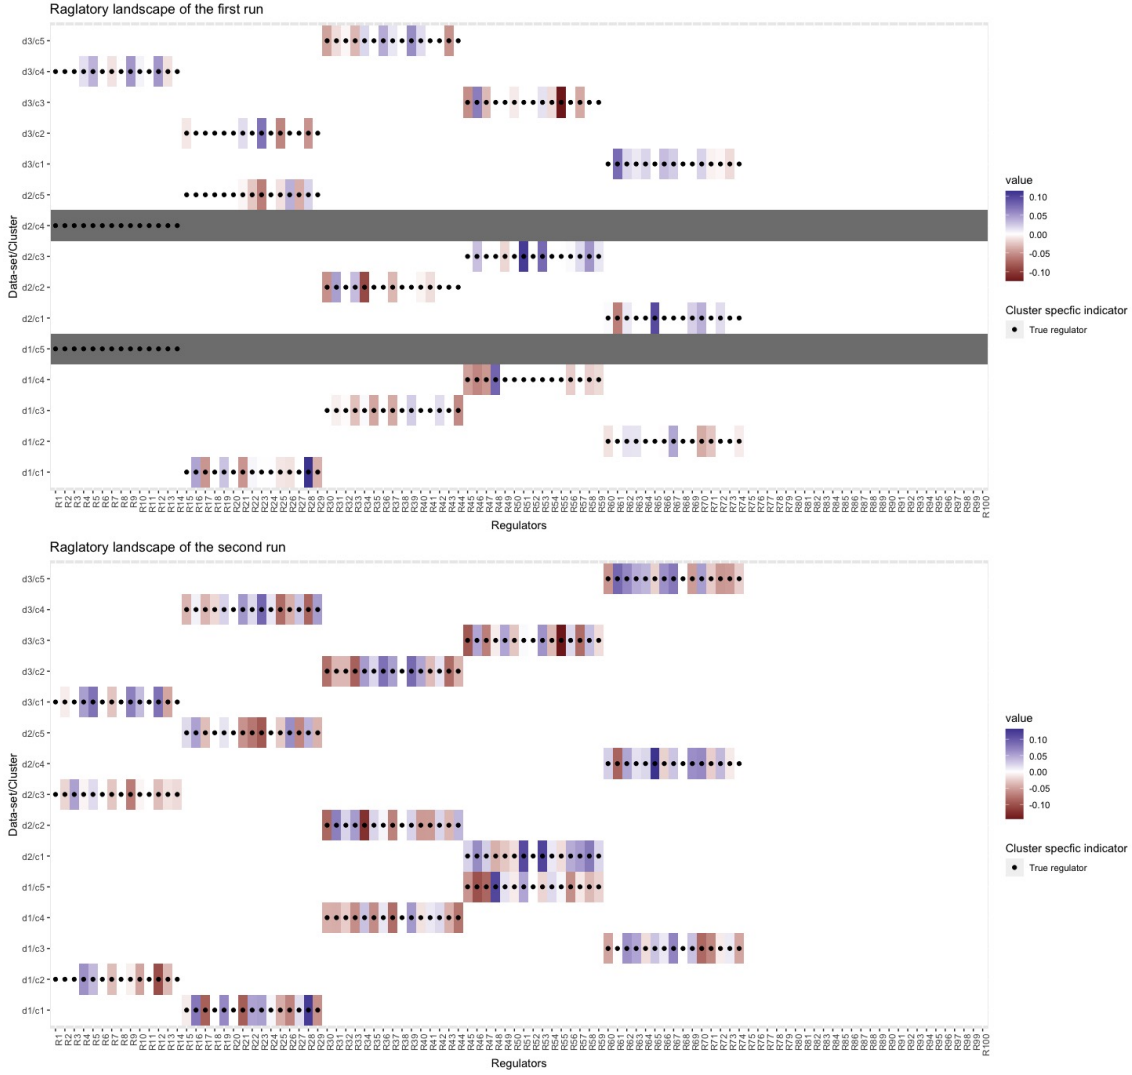 Raglatory landscape of the first run
d3/c5
d3/c4
d3/c3
d3/c2
d3/c1
d2/c5
d2/c4
d2/c3
d2/c2
d2/c1
d1/c5
d1/c4
d1/c3
d1/c2
d1/c1
Data-set/Cluster
R1 R2 R3 R4 R5 R6 R7 R8 R9 R10 R11 R12 R13 R14 R15 R16 R17 R18 R19 R20 R21 R22 R23 R24 R25 R26 R27 R28 R29 R30 R31 R32 R33 R34 R35 R36 R37 R38 R39 R40 R41 R42 R43 R44 R45 R46 R47 R48 R49 R50 R51 R52 R53 R54 R55 R56 R57 R58 R59 R60 R61 R62 R63 R64 R65 R66 R67 R68 R69 R70 R71 R72 R73 R74 R75 R76 R77 R78 R79 R80 R81 R82 R83 R84 R85 R86 R87 R88 R89 R90 R91 R92 R93 R94 R95 R96 R97 R98 R99 R100
Regulators
value
0.10
0.05
0.00
-0.05
-0.10
Cluster specfic indicator
True regulator
Raglatory landscape of the second run
d3/c5
d3/c4
d3/c3
d3/c2
d3/c1
d2/c5
d2/c4
d2/c3
d2/c2
d2/c1
d1/c5
d1/c4
d1/c3
d1/c2
d1/c1
Data-set/Cluster
R1 R2 R3 R4 R5 R6 R7 R8 R9 R10 R11 R12 R13 R14 R15 R16 R17 R18 R19 R20 R21 R22 R23 R24 R25 R26 R27 R28 R29 R30 R31 R32 R33 R34 R35 R36 R37 R38 R39 R40 R41 R42 R43 R44 R45 R46 R47 R48 R49 R50 R51 R52 R53 R54 R55 R56 R57 R58 R59 R60 R61 R62 R63 R64 R65 R66 R67 R68 R69 R70 R71 R72 R73 R74 R75 R76 R77 R78 R79 R80 R81 R82 R83 R84 R85 R86 R87 R88 R89 R90 R91 R92 R93 R94 R95 R96 R97 R98 R99 R100
Regulators
value
0.10
0.05
0.00
-0.05
-0.10
Cluster specfic indicator
True regulator